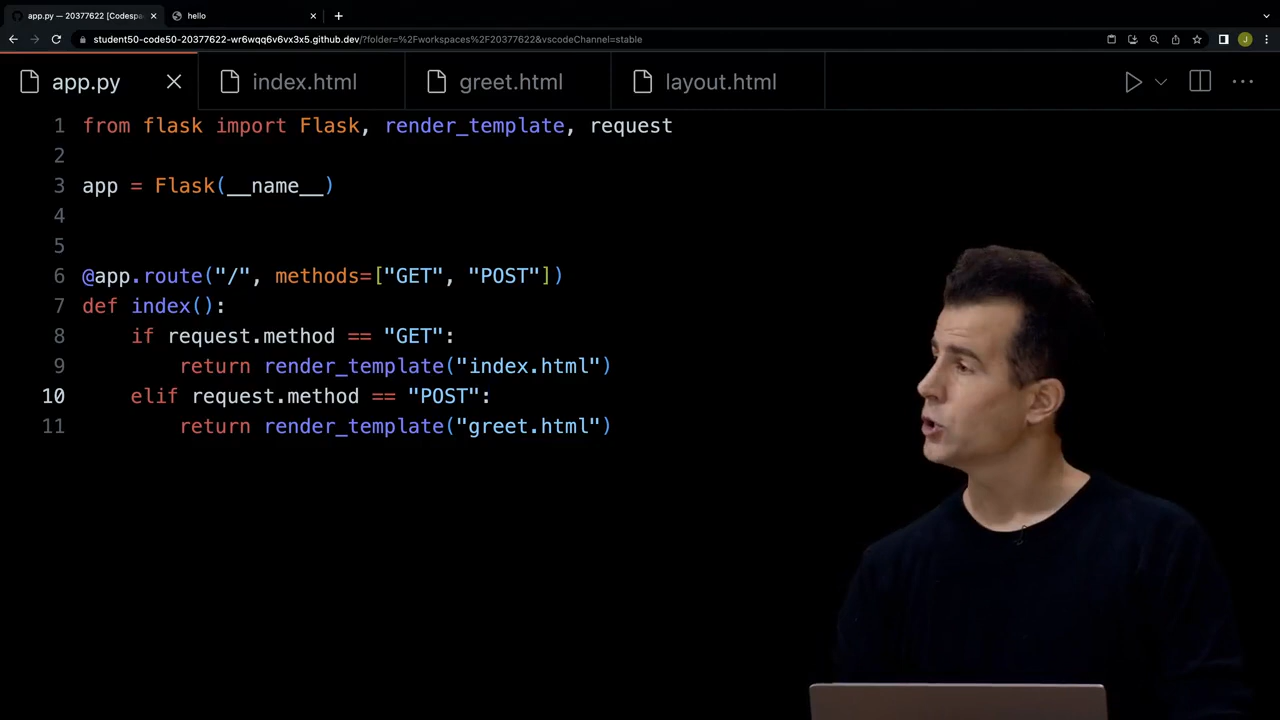 app.py — 20377622 [Codespa
hello
student50-code50-20377622-wr6wqq6v6vx3x5.github.dev/?folder=%2Fworkspaces%2F20377622&vscodeChannel=stable
J
app.py
index.html
greet.html
layout.html
1 from flask import Flask, render_template, request
2
3 app = Flask(__name__)
4
5
6 @app.route("/", methods=["GET", "POST"])
7 def index():
8     if request.method == "GET":
9         return render_template("index.html")
10     elif request.method == "POST":
11         return render_template("greet.html")